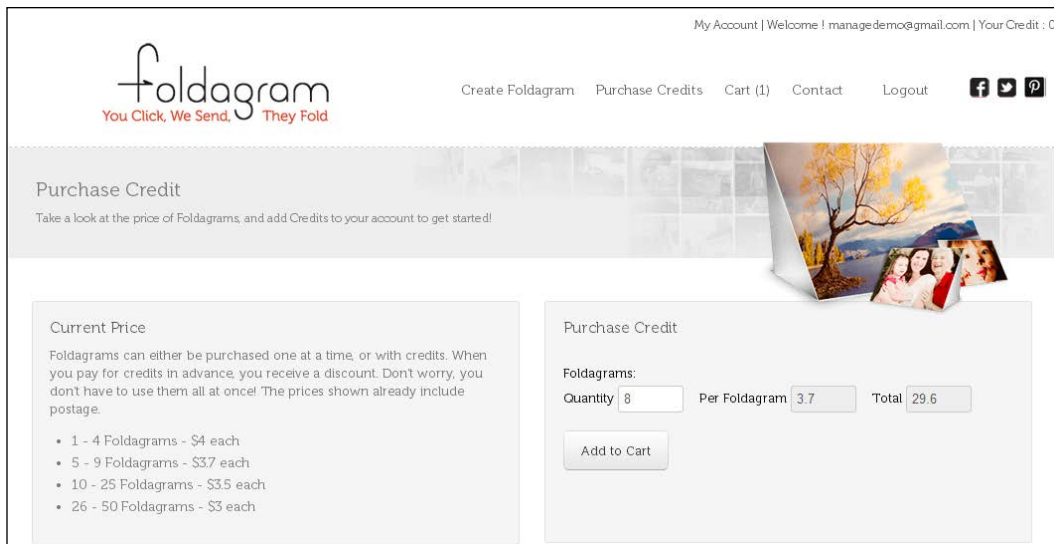 My Account | Welcome ! managedemo@gmail.com | Your Credit : 0
foldagram
You Click, We Send, They Fold
Create Foldagram Purchase Credits Cart (1) Contact Logout
Purchase Credit
Take a look at the price of Foldagrams, and add Credits to your account to get started!
Current Price
Foldagrams can either be purchased one at a time, or with credits. When
you pay for credits in advance, you receive a discount. Don't worry, you
don't have to use them all at once! The prices shown already include
postage.
• 1 - 4 Foldagrams - $4 each
• 5 - 9 Foldagrams - $3.7 each
• 10 - 25 Foldagrams - $3.5 each
• 26 - 50 Foldagrams - $3 each
Purchase Credit
Foldagrams:
Quantity 8 Per Foldagram 3.7 Total 29.6
Add to Cart